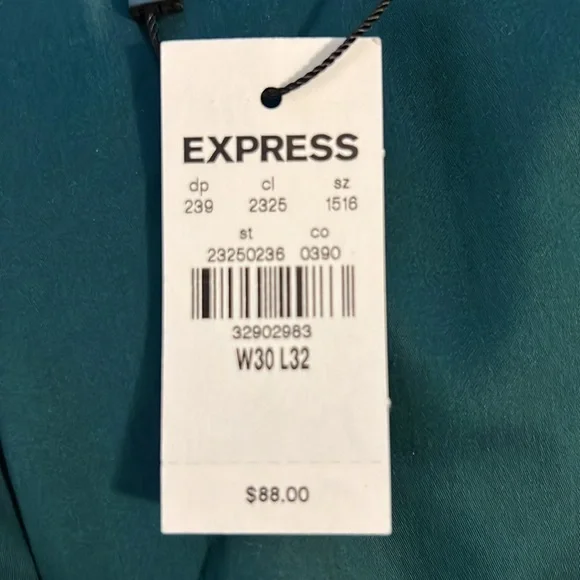 EXPRESS
dp cl sz
239 2325 1516
st co
23250236 0390
32902983
W30 L32
$88.00